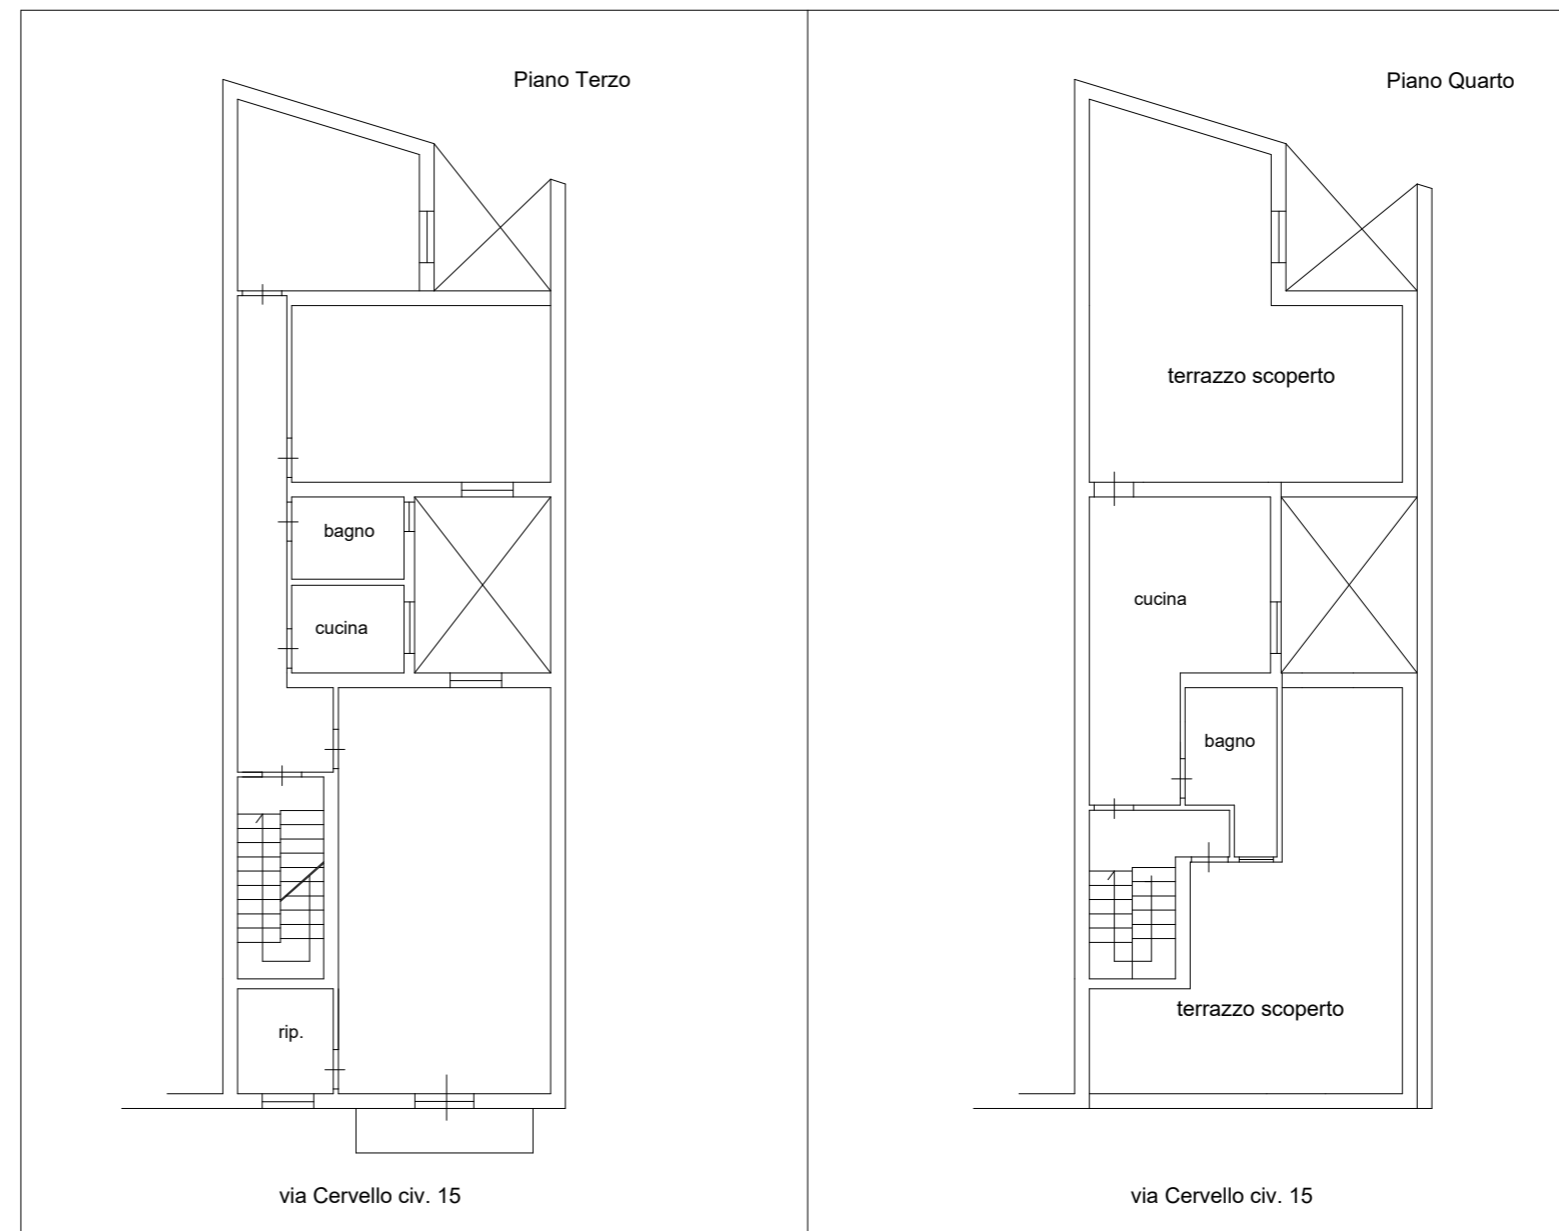 Piano Terzo
bagno
cucina
rip.
via Cervello civ. 15
Piano Quarto
terrazzo scoperto
cucina
bagno
terrazzo scoperto
via Cervello civ. 15